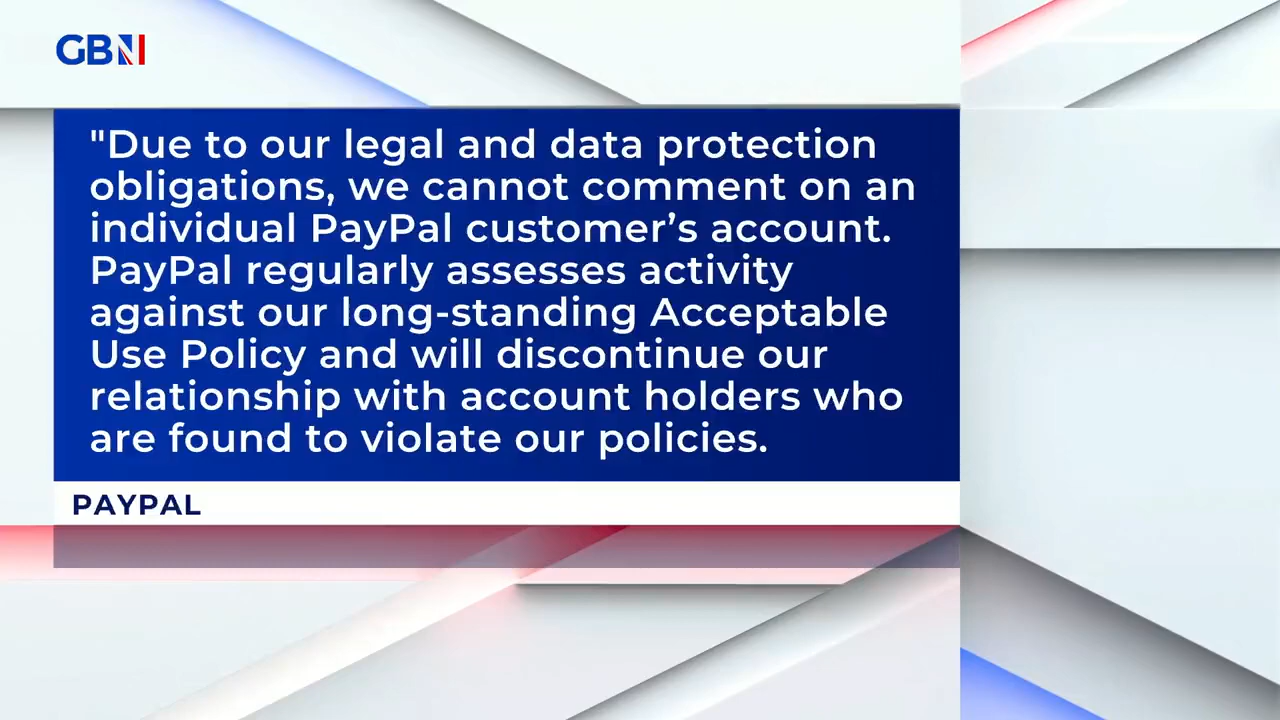 GBN
"Due to our legal and data protection
obligations, we cannot comment on an
individual PayPal customer’s account.
PayPal regularly assesses activity
against our long-standing Acceptable
Use Policy and will discontinue our
relationship with account holders who
are found to violate our policies.
PAYPAL